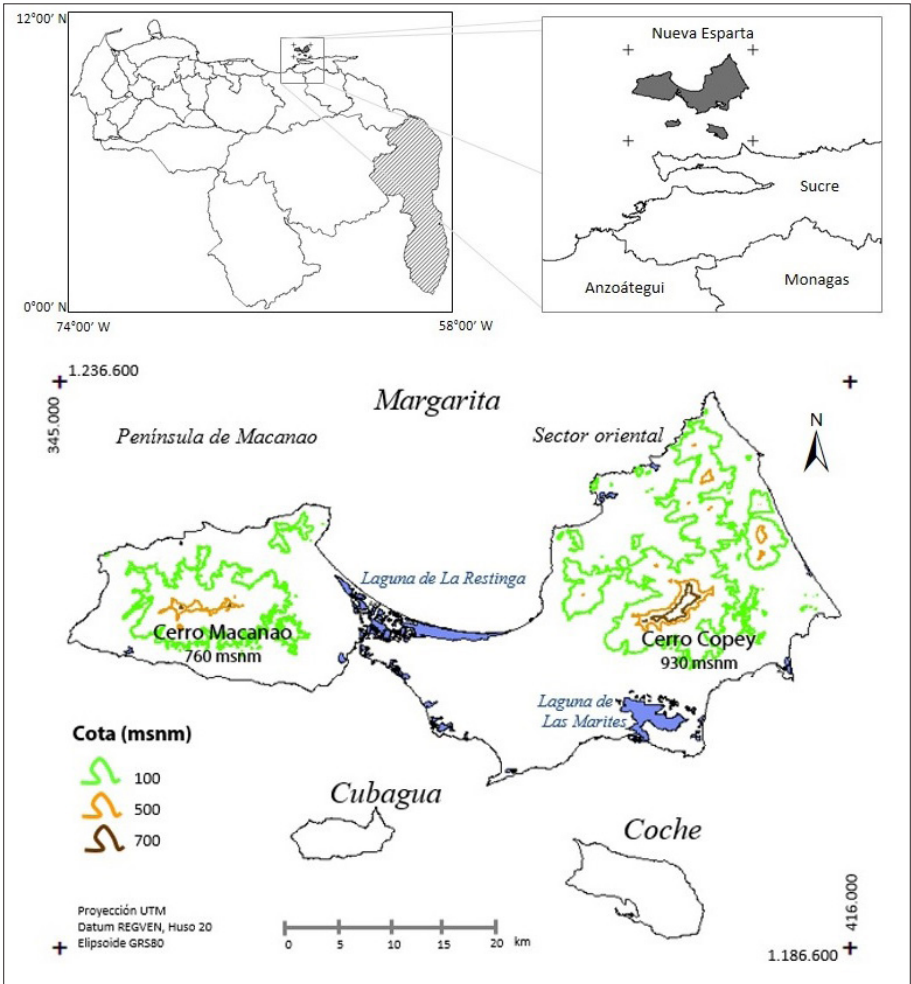 12°00' N
0°00' N
74°00' W
58°00' W
Nueva Esparta
Sucre
Anzoátegui
Monagas
1.236.600
345.000
Margarita
Península de Macanao
Sector oriental
N
Laguna de La Restinga
Cerro Macanao
760 msnm
Cerro Copey
930 msnm
Laguna de
Las Marites
Cota (msnm)
100
500
700
Cubagua
Coche
Proyección UTM
Datum REGVEN, Huso 20
Elipsoide GRS80
0 5 10 15 20 km
416.000
1.186.600